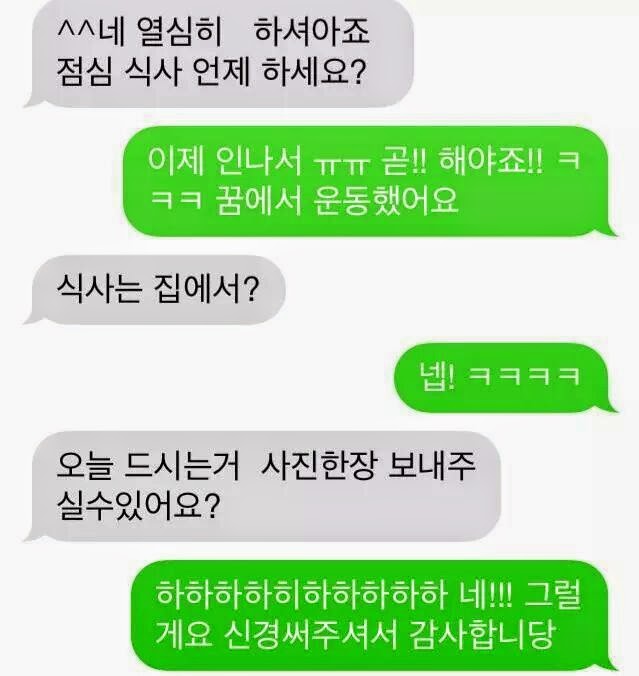 ^^네 열심히 하셔아죠
점심 식사 언제 하세요?
이제 인나서 ㅠㅠ 곧!! 해야죠!! ㅋ
ㅋㅋ 꿈에서 운동했어요
식사는 집에서?
넵! ㅋㅋㅋㅋ
오늘 드시는거 사진한장 보내주
실수있어요?
하하하하히하하하하하 네!!! 그럴
게요 신경써주셔서 감사합니당